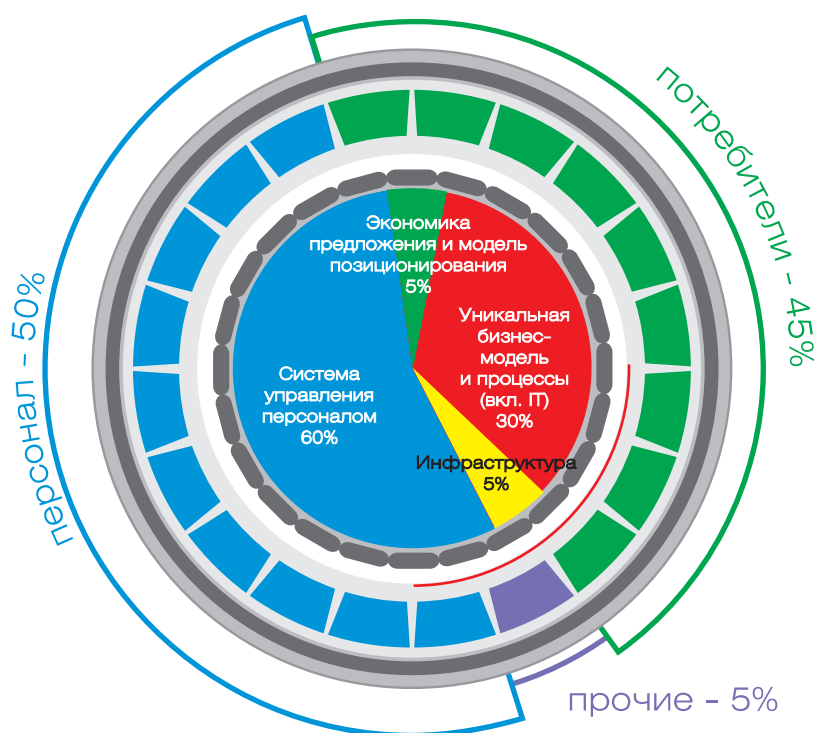 потребители - 45%
персонал - 50%
Экономика
предложения и модель
позиционирования
5%
Уникальная
бизнес-
модель
и процессы
(вкл. IT)
30%
Система
управления
персоналом
60%
Инфраструктура
5%
прочие - 5%